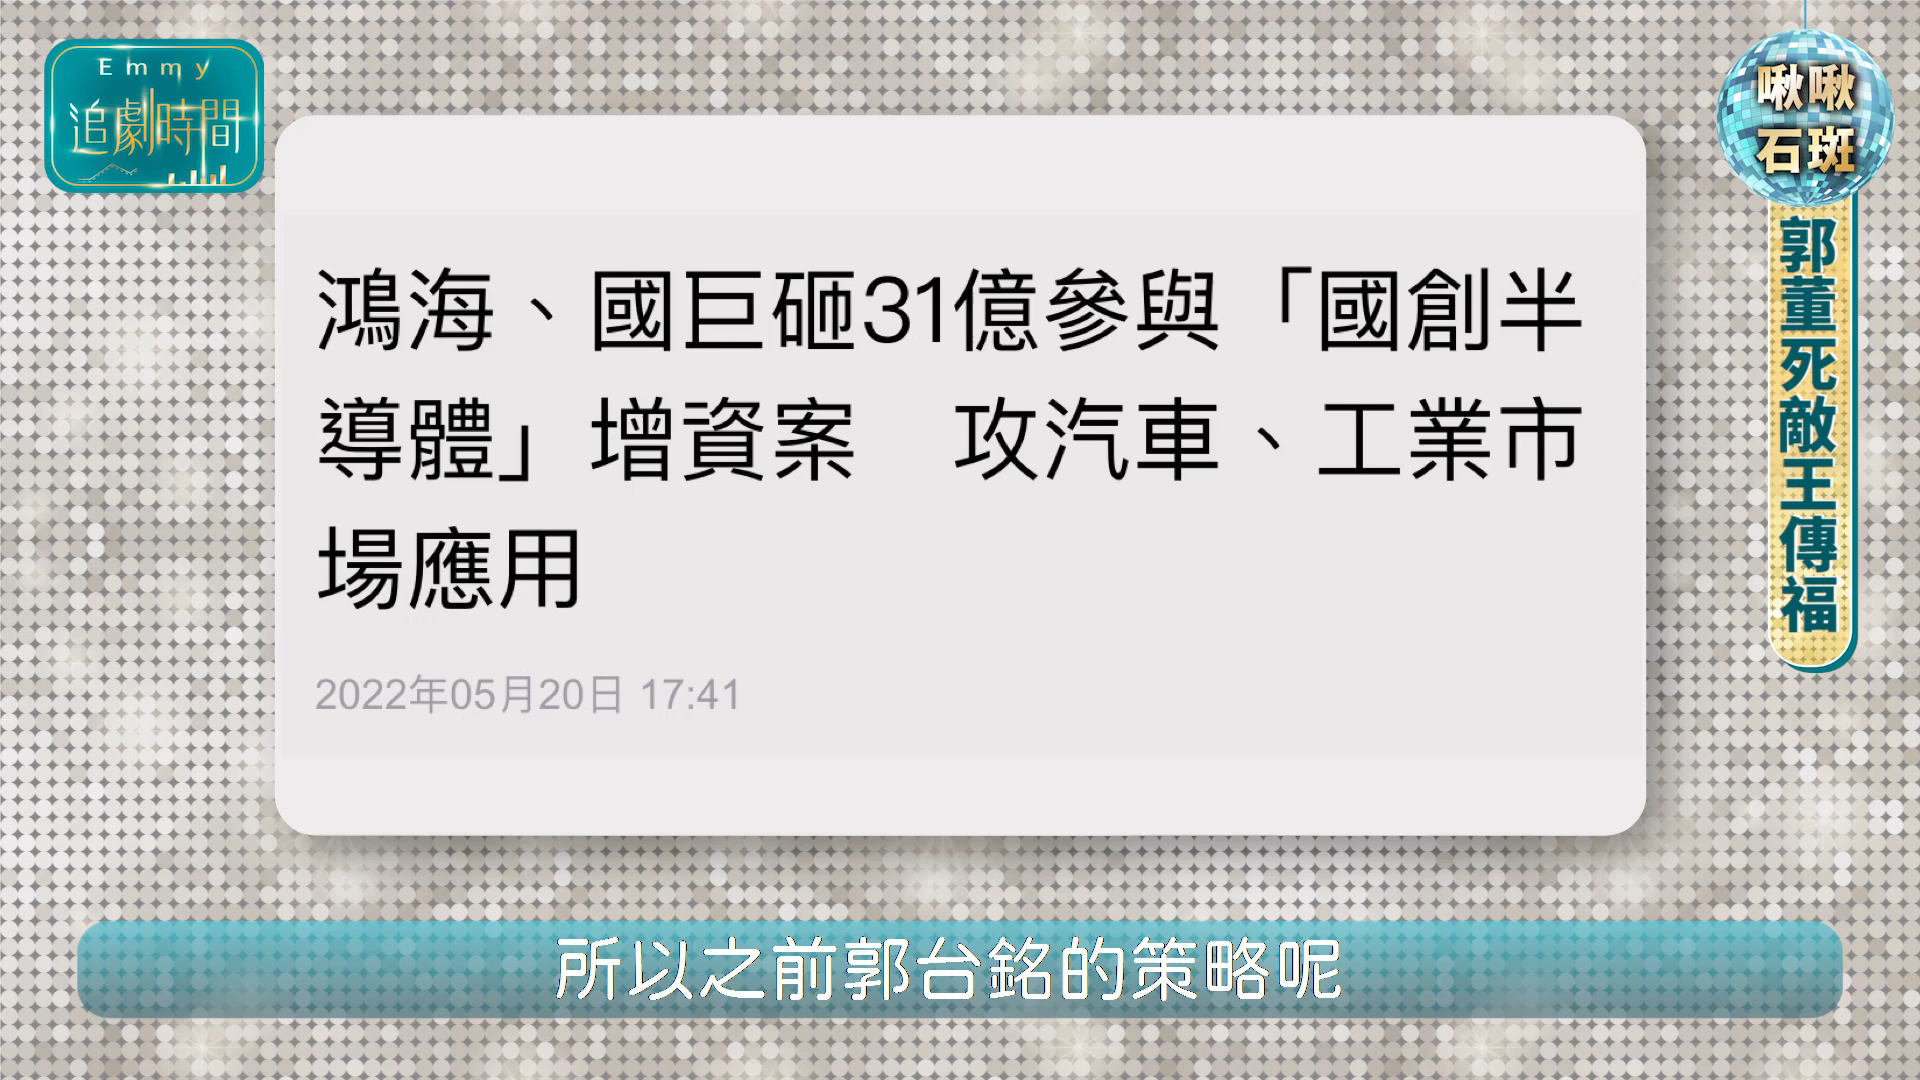 Emmy
追劇時間
啾啾
石斑
郭董死敵王傳福
鴻海、國巨砸31億參與「國創半
導體」增資案　攻汽車、工業市
場應用
2022年05月20日 17:41
所以之前郭台銘的策略呢